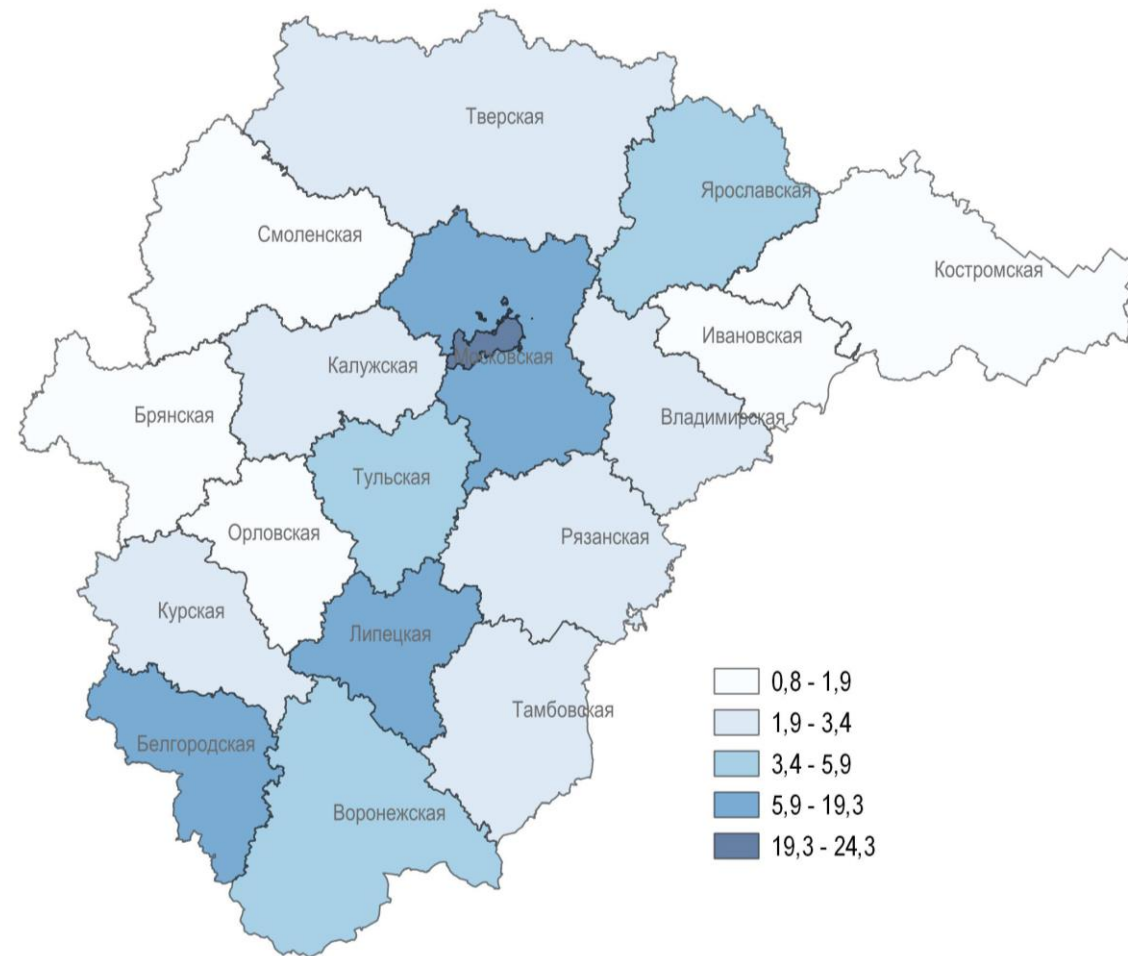 Тверская
Ярославская
Смоленская
Костромская
Ивановская
Московская
Калужская
Брянская
Владимирская
Тульская
Орловская
Рязанская
Курская
Липецкая
Тамбовская
Белгородская
Воронежская
0,8 - 1,9
1,9 - 3,4
3,4 - 5,9
5,9 - 19,3
19,3 - 24,3